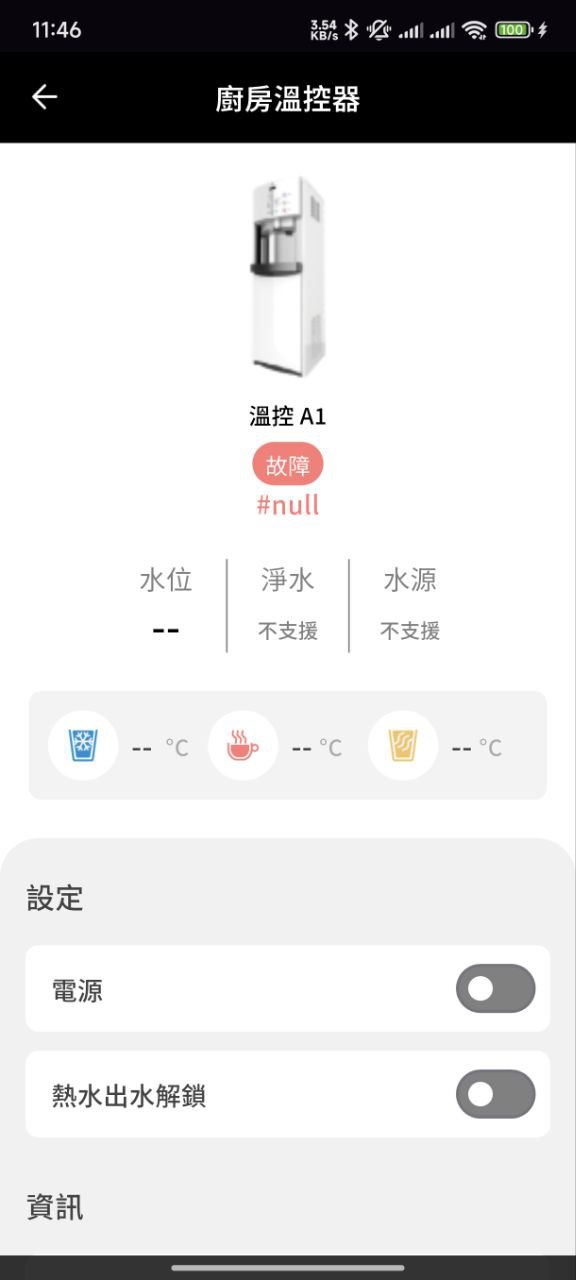 11:46
3.54
KB/s
100
廚房溫控器
溫控 A1
故障
#null
水位 淨水 水源
-- 不支援 不支援
-- °C -- °C -- °C
設定
電源
熱水出水解鎖
資訊